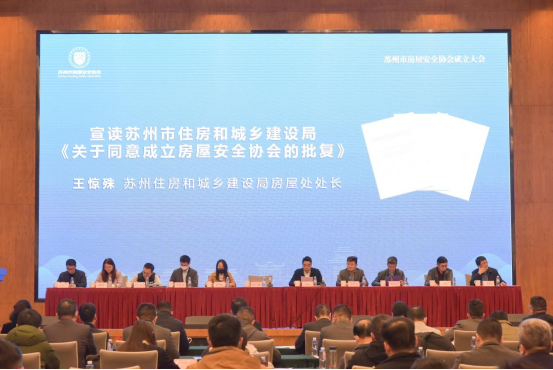 苏州市房屋安全协会成立大会
宣读苏州市住房和城乡建设局
《关于同意成立房屋安全协会的批复》
王惊殊 苏州住房和城乡建设局房屋处处长